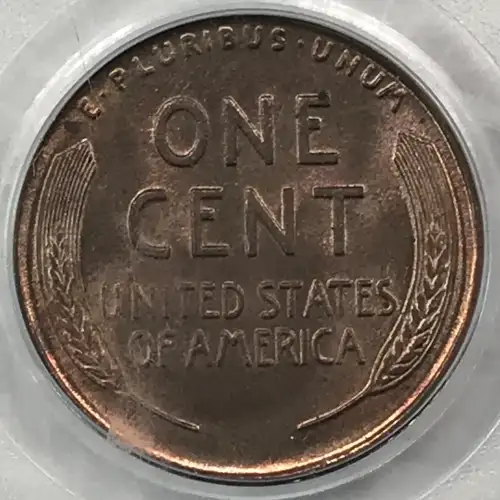 E·PLURIBUS·UNUM
ONE
CENT
UNITED STATES
OF AMERICA